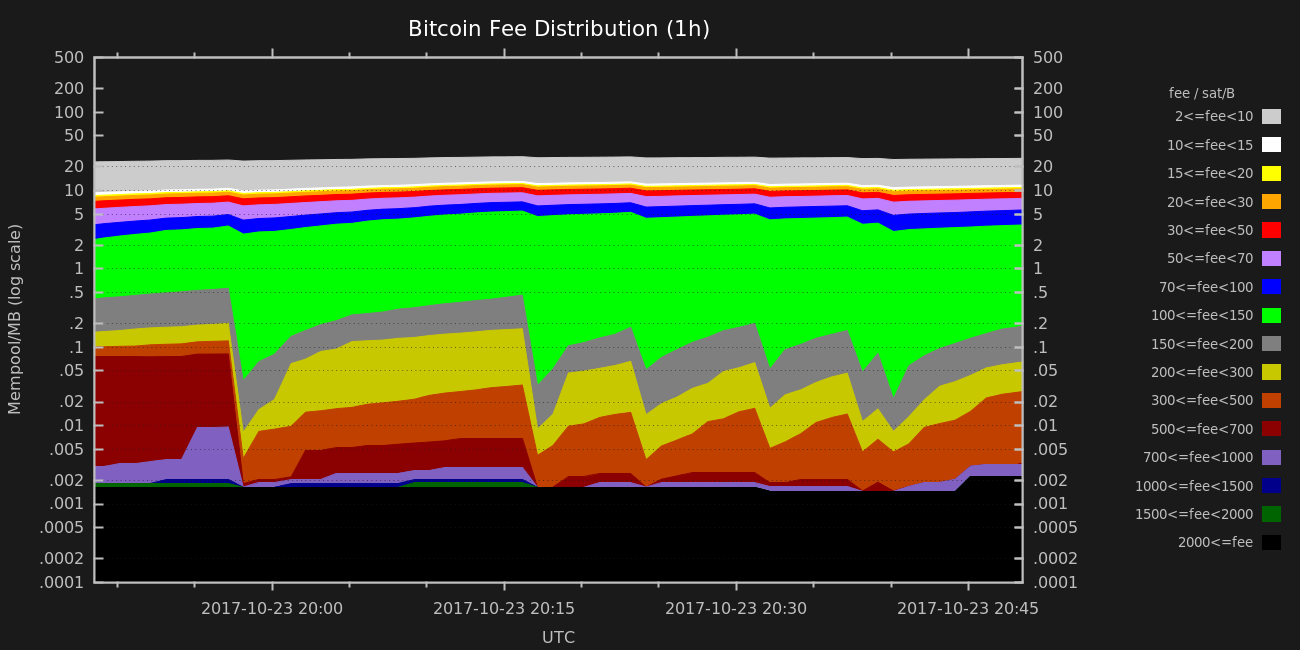 Bitcoin Fee Distribution (1h)
Mempool/MB (log scale)
500
200
100
50
20
10
5
2
1
.5
.2
.1
.05
.02
.01
.005
.002
.001
.0005
.0002
.0001
500
200
100
50
20
10
5
2
1
.5
.2
.1
.05
.02
.01
.005
.002
.001
.0005
.0002
.0001
fee / sat/B
2<=fee<10
10<=fee<15
15<=fee<20
20<=fee<30
30<=fee<50
50<=fee<70
70<=fee<100
100<=fee<150
150<=fee<200
200<=fee<300
300<=fee<500
500<=fee<700
700<=fee<1000
1000<=fee<1500
1500<=fee<2000
2000<=fee
2017-10-23 20:00 2017-10-23 20:15 2017-10-23 20:30 2017-10-23 20:45
UTC